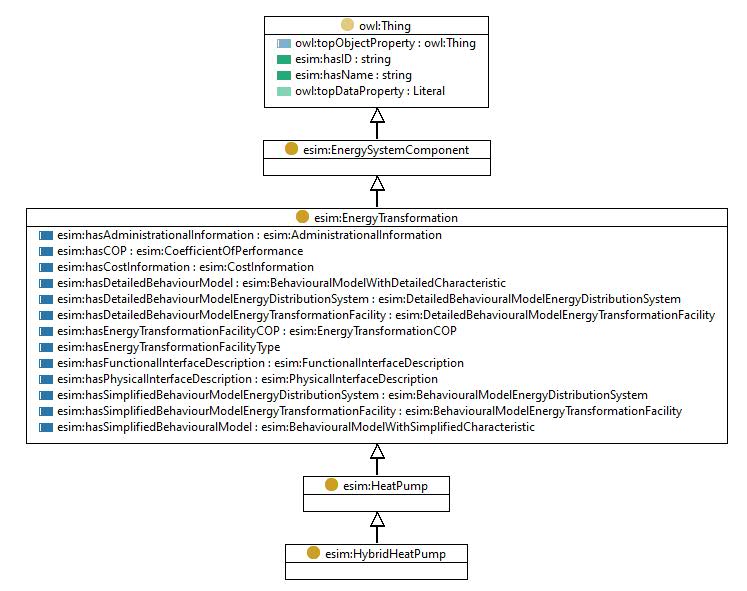 owl:Thing
owl:topObjectProperty : owl:Thing
esim:hasID : string
esim:hasName : string
owl:topDataProperty : Literal
esim:EnergySystemComponent
esim:EnergyTransformation
esim:hasAdministrationalInformation : esim:AdministrationalInformation
esim:hasCOP : esim:CoefficientOfPerformance
esim:hasCostInformation : esim:CostInformation
esim:hasDetailedBehaviourModel : esim:BehaviouralModelWithDetailedCharacteristic
esim:hasDetailedBehaviourModelEnergyDistributionSystem : esim:DetailedBehaviouralModelEnergyDistributionSystem
esim:hasDetailedBehaviourModelEnergyTransformationFacility : esim:DetailedBehaviouralModelEnergyTransformationFacility
esim:hasEnergyTransformationFacilityCOP : esim:EnergyTransformationCOP
esim:hasEnergyTransformationFacilityType
esim:hasFunctionalInterfaceDescription : esim:FunctionalInterfaceDescription
esim:hasPhysicalInterfaceDescription : esim:PhysicalInterfaceDescription
esim:hasSimplifiedBehaviourModelEnergyDistributionSystem : esim:BehaviouralModelEnergyDistributionSystem
esim:hasSimplifiedBehaviourModelEnergyTransformationFacility : esim:BehaviouralModelEnergyTransformationFacility
esim:hasSimplifiedBehaviouralModel : esim:BehaviouralModelWithSimplifiedCharacteristic
esim:HeatPump
esim:HybridHeatPump